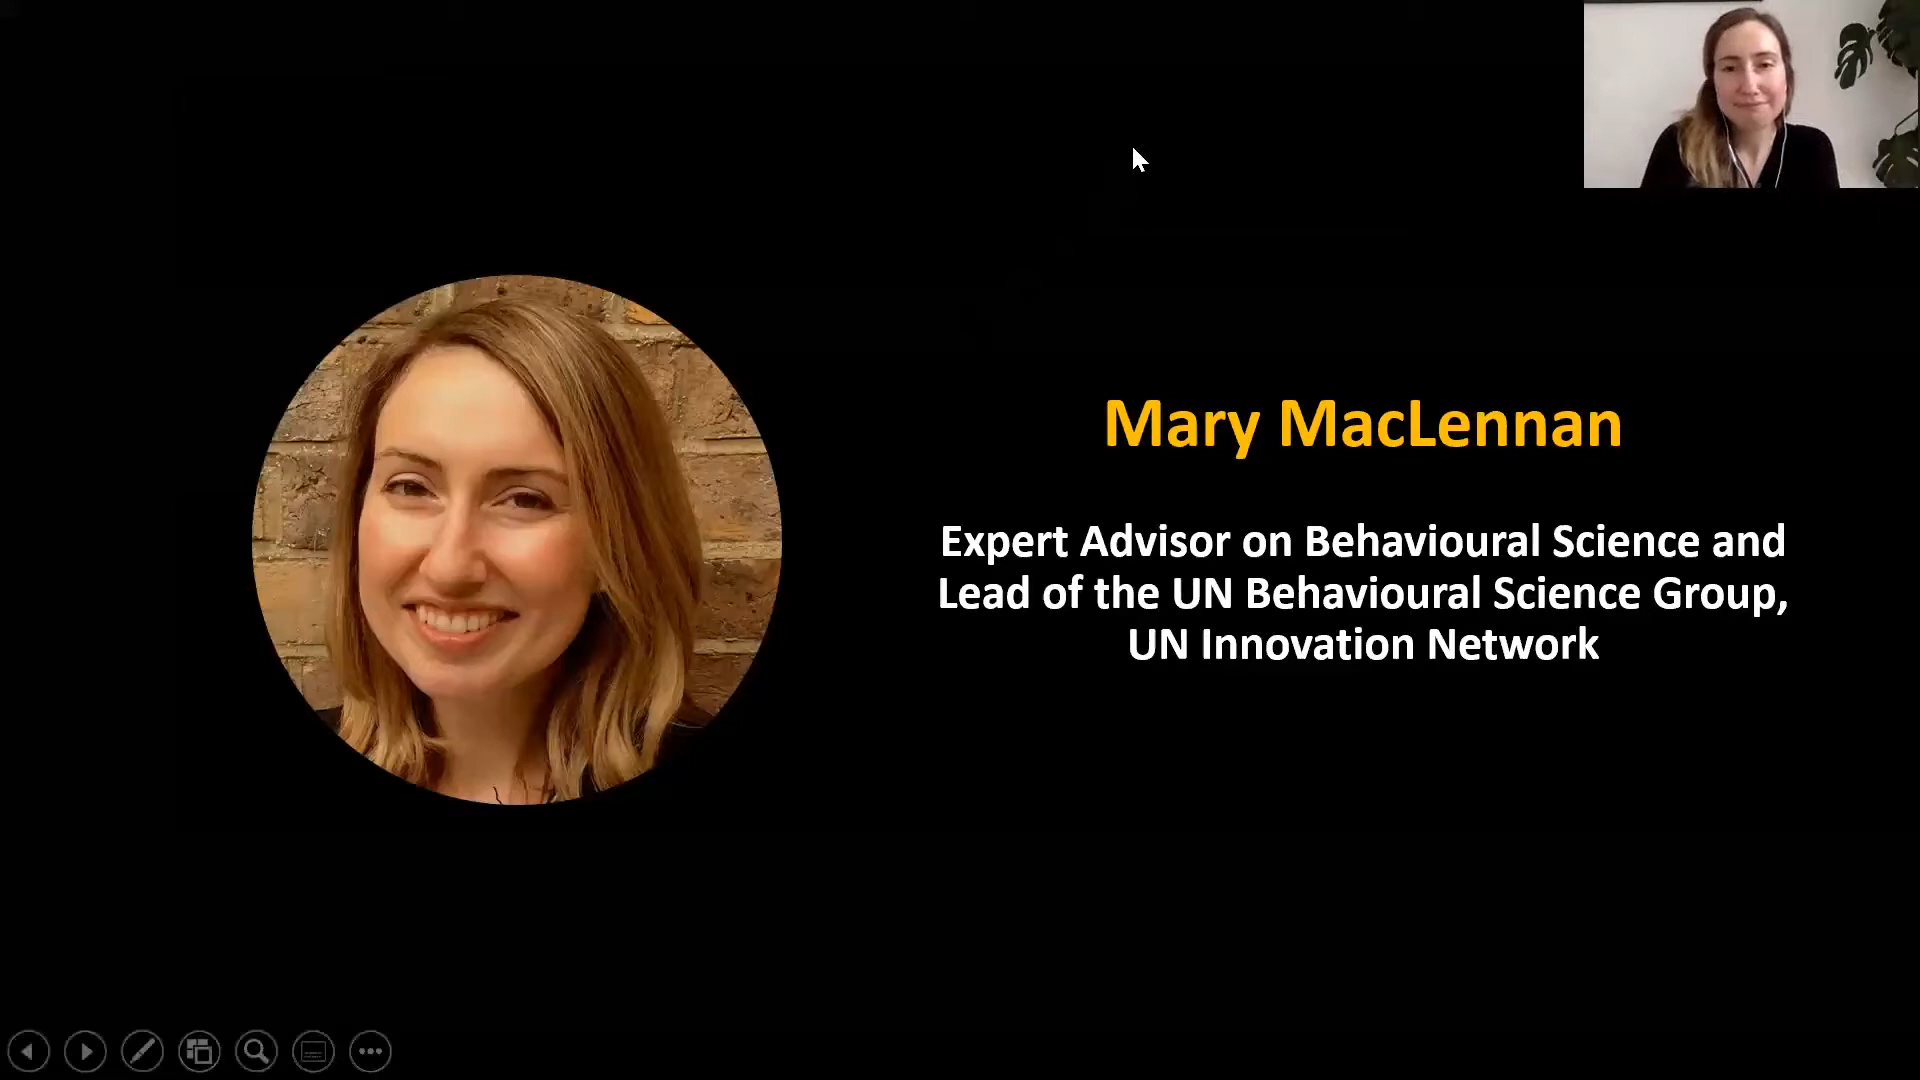 Mary MacLennan
Expert Advisor on Behavioural Science and
Lead of the UN Behavioural Science Group,
UN Innovation Network